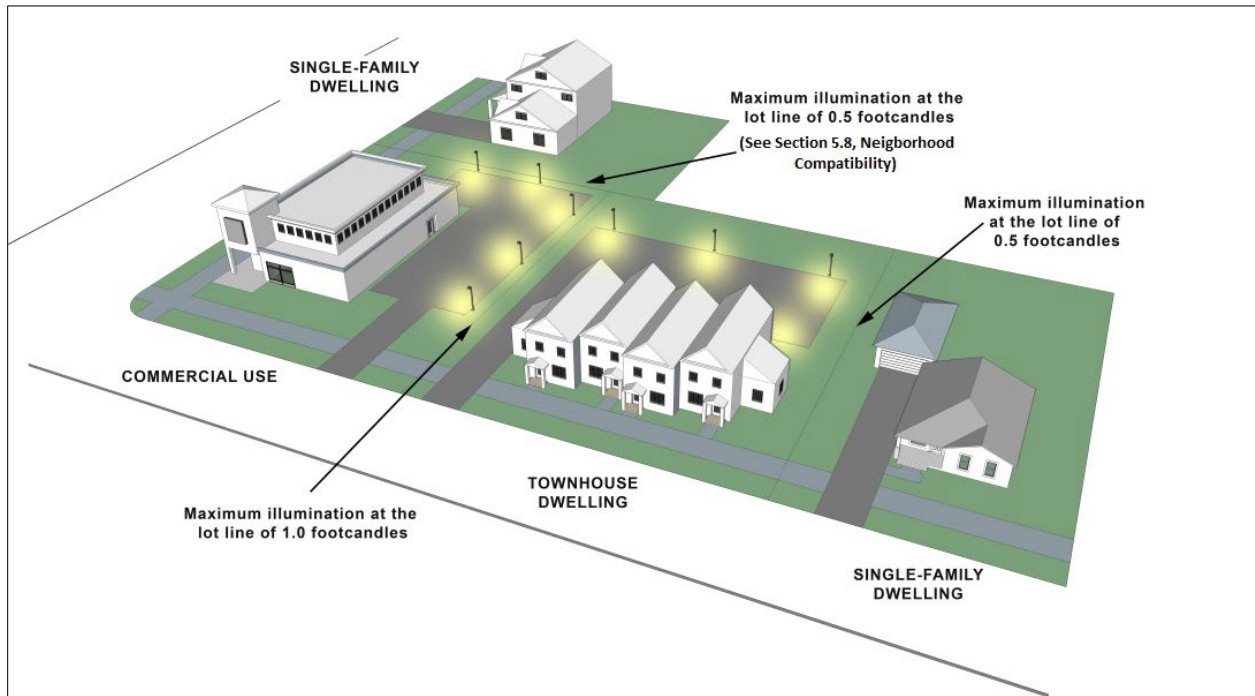 SINGLE-FAMILY
DWELLING
Maximum illumination at the
lot line of 0.5 footcandles
(See Section 5.8, Neigborhood
Compatibility)
Maximum illumination
at the lot line of
0.5 footcandles
COMMERCIAL USE
Maximum illumination at the
lot line of 1.0 footcandles
TOWNHOUSE
DWELLING
SINGLE-FAMILY
DWELLING